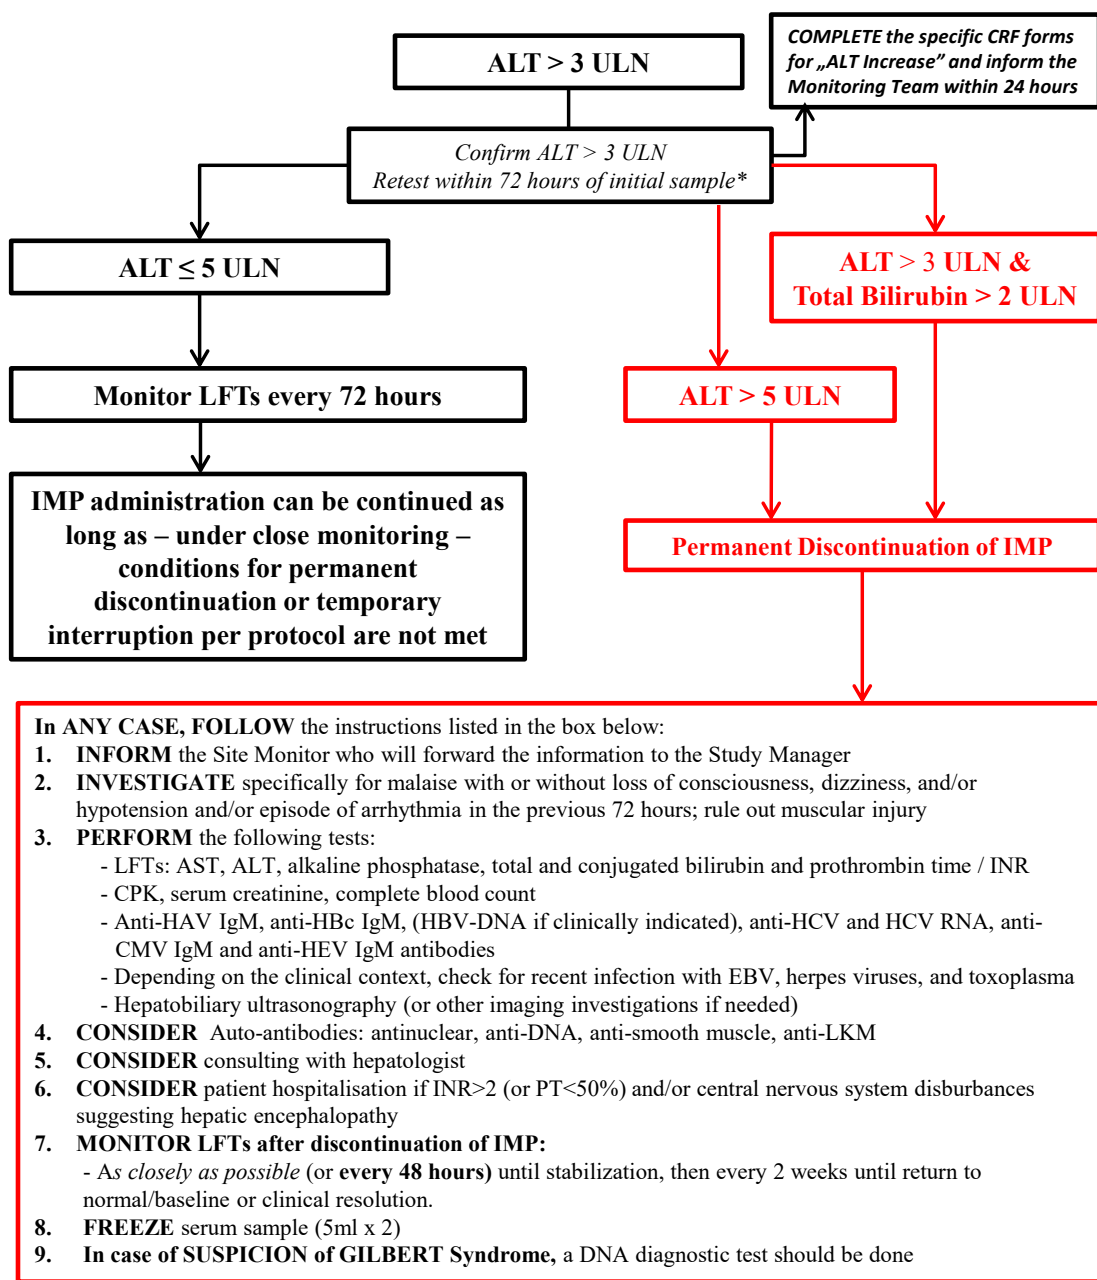 ALT > 3 ULN
COMPLETE the specific CRF forms
for „ALT Increase” and inform the
Monitoring Team within 24 hours
Confirm ALT > 3 ULN
Retest within 72 hours of initial sample*
ALT ≤ 5 ULN
ALT > 3 ULN &
Total Bilirubin > 2 ULN
Monitor LFTs every 72 hours
ALT > 5 ULN
IMP administration can be continued as
long as – under close monitoring –
conditions for permanent
discontinuation or temporary
interruption per protocol are not met
Permanent Discontinuation of IMP
In ANY CASE, FOLLOW the instructions listed in the box below:
1. INFORM the Site Monitor who will forward the information to the Study Manager
2. INVESTIGATE specifically for malaise with or without loss of consciousness, dizziness, and/or
hypotension and/or episode of arrhythmia in the previous 72 hours; rule out muscular injury
3. PERFORM the following tests:
- LFTs: AST, ALT, alkaline phosphatase, total and conjugated bilirubin and prothrombin time / INR
- CPK, serum creatinine, complete blood count
- Anti-HAV IgM, anti-HBc IgM, (HBV-DNA if clinically indicated), anti-HCV and HCV RNA, anti-
CMV IgM and anti-HEV IgM antibodies
- Depending on the clinical context, check for recent infection with EBV, herpes viruses, and toxoplasma
- Hepatobiliary ultrasonography (or other imaging investigations if needed)
4. CONSIDER Auto-antibodies: antinuclear, anti-DNA, anti-smooth muscle, anti-LKM
5. CONSIDER consulting with hepatologist
6. CONSIDER patient hospitalisation if INR>2 (or PT<50%) and/or central nervous system disburbances
suggesting hepatic encephalopathy
7. MONITOR LFTs after discontinuation of IMP:
- As closely as possible (or every 48 hours) until stabilization, then every 2 weeks until return to
normal/baseline or clinical resolution.
8. FREEZE serum sample (5ml x 2)
9. In case of SUSPICION of GILBERT Syndrome, a DNA diagnostic test should be done